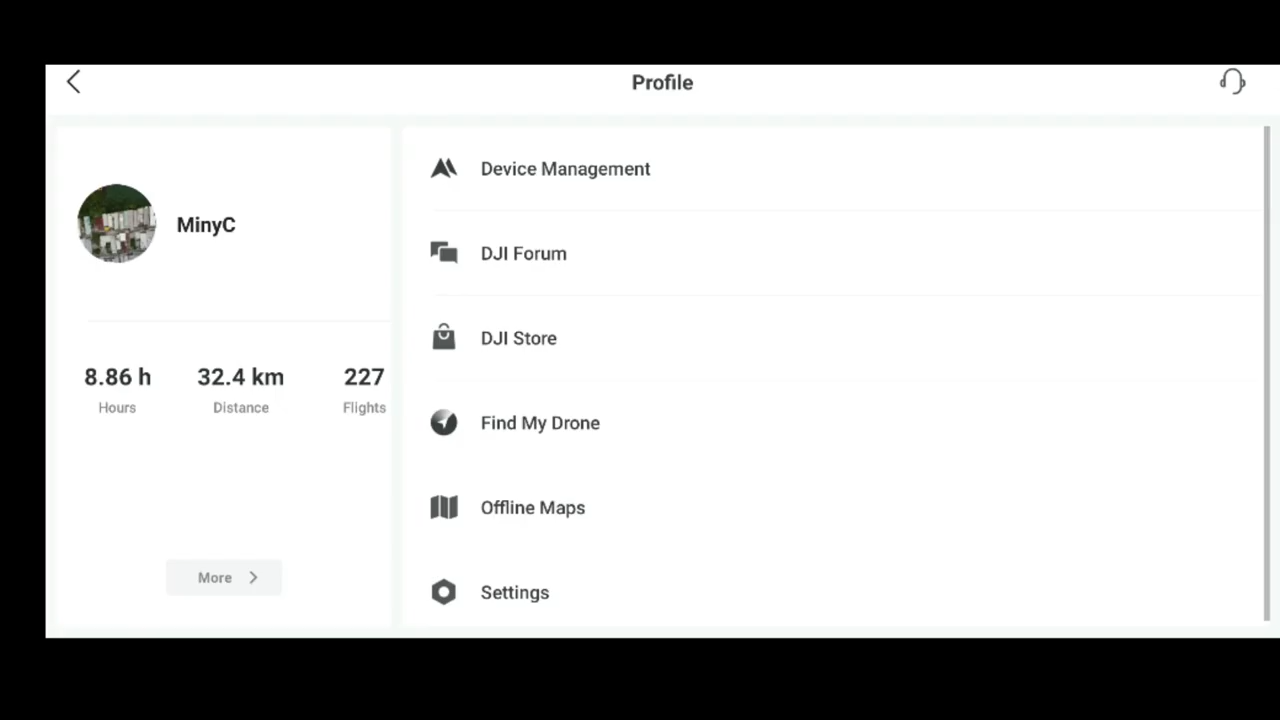 Profile
MinyC
8.86 h 32.4 km 227
Hours Distance Flights
More
Device Management
DJI Forum
DJI Store
Find My Drone
Offline Maps
Settings